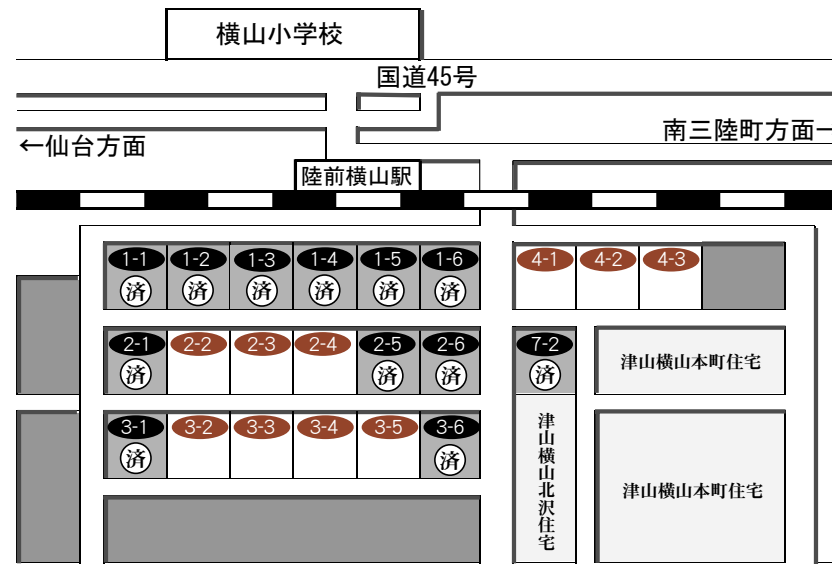 横山小学校
国道45号
南三陸町方面→
←仙台方面
陸前横山駅
1-1 1-2 1-3 1-4 1-5 1-6 4-1 4-2 4-3
済 済 済 済 済 済
2-1 2-2 2-3 2-4 2-5 2-6 7-2
済 済 済 済
津山横山本町住宅
3-1 3-2 3-3 3-4 3-5 3-6
済 済
津山横山北沢住宅
津山横山本町住宅